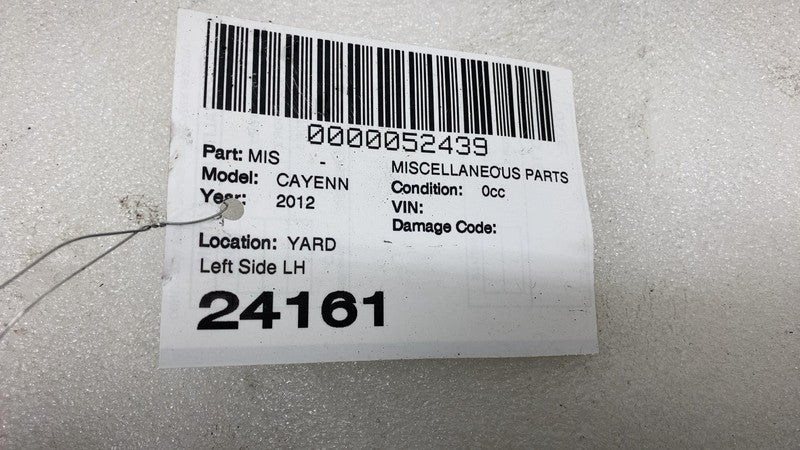 0000052439
Part: MIS - MISCELLANEOUS PARTS
Model: CAYENN Condition: 0cc
Year: 2012 VIN:
Damage Code:
Location: YARD
Left Side LH
24161